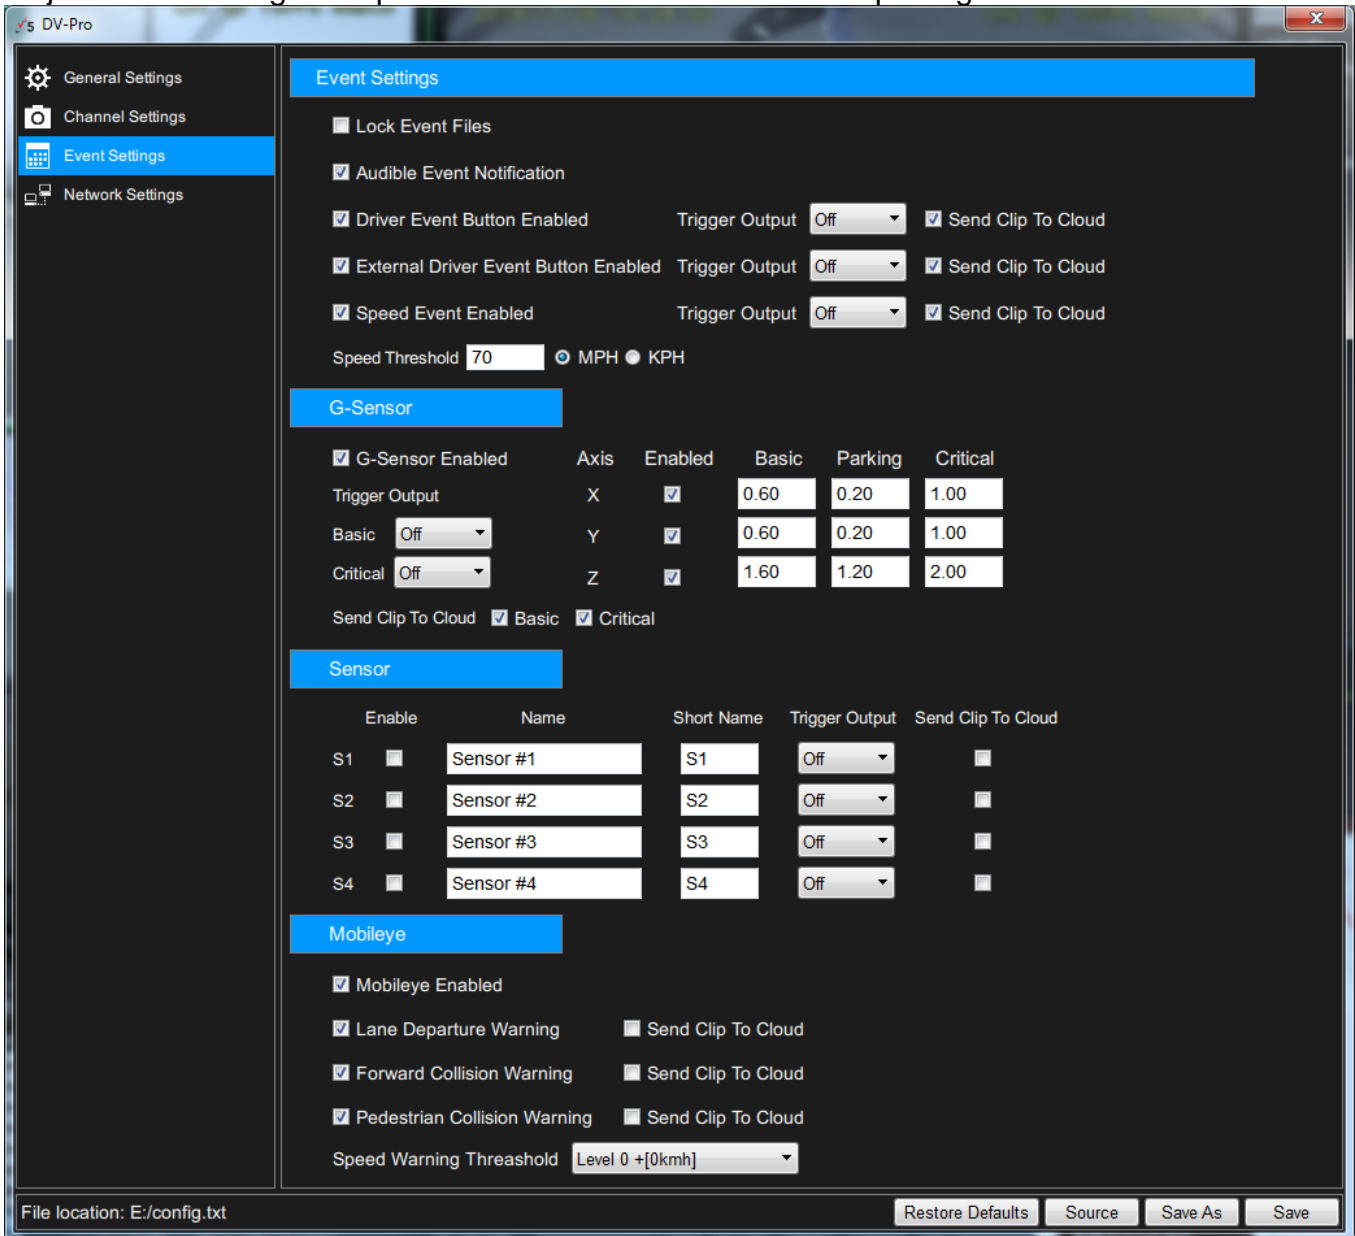 DV-Pro
General Settings
Channel Settings
Event Settings
Network Settings
Event Settings
Lock Event Files
Audible Event Notification
Driver Event Button Enabled Trigger Output Off Send Clip To Cloud
External Driver Event Button Enabled Trigger Output Off Send Clip To Cloud
Speed Event Enabled Trigger Output Off Send Clip To Cloud
Speed Threshold 70 MPH KPH
G-Sensor
G-Sensor Enabled Axis Enabled Basic Parking Critical
Trigger Output X 0.60 0.20 1.00
Basic Off Y 0.60 0.20 1.00
Critical Off Z 1.60 1.20 2.00
Send Clip To Cloud Basic Critical
Sensor
Enable Name Short Name Trigger Output Send Clip To Cloud
S1 Sensor #1 S1 Off
S2 Sensor #2 S2 Off
S3 Sensor #3 S3 Off
S4 Sensor #4 S4 Off
Mobileye
Mobileye Enabled
Lane Departure Warning Send Clip To Cloud
Forward Collision Warning Send Clip To Cloud
Pedestrian Collision Warning Send Clip To Cloud
Speed Warning Threashold Level 0 +[0kmh]
File location: E:/config.txt Restore Defaults Source Save As Save